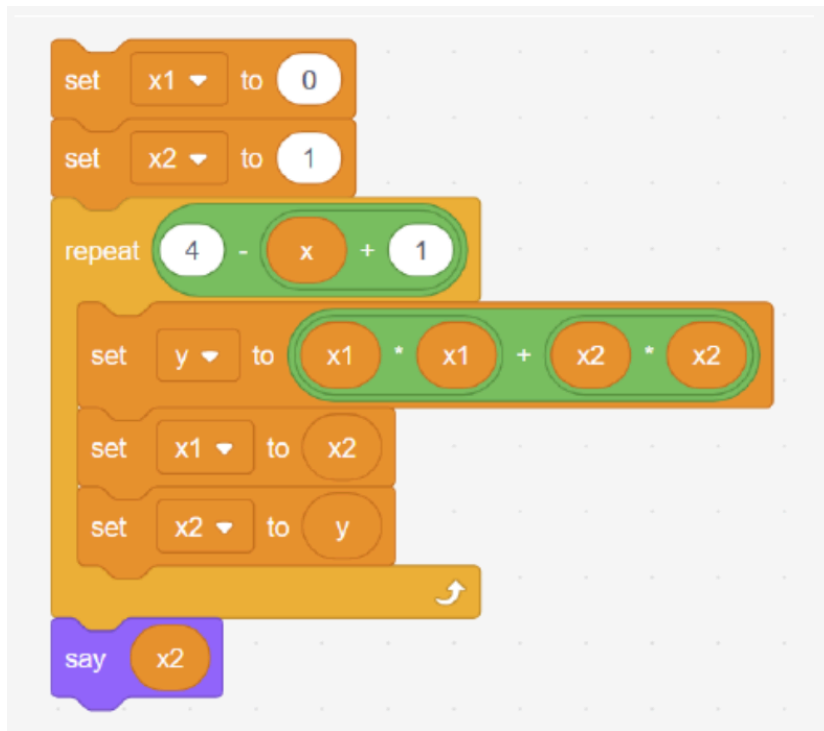 set x1 to 0
set x2 to 1
repeat 4 - x + 1
set y to x1 * x1 + x2 * x2
set x1 to x2
set x2 to y
say x2